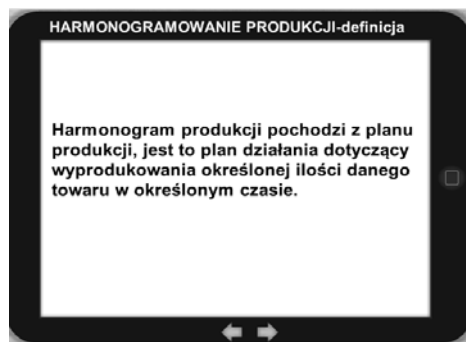 HARMONOGRAMOWANIE PRODUKCJI-definicja
Harmonogram produkcji pochodzi z planu
produkcji, jest to plan działania dotyczący
wyprodukowania określonej ilości danego
towaru w określonym czasie.